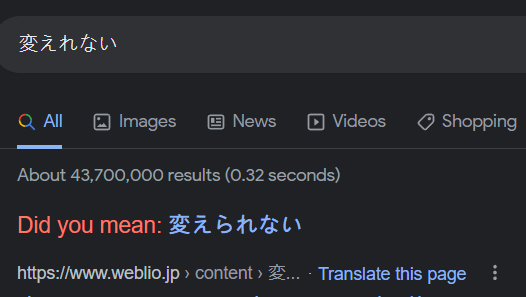 変えれない
All Images News Videos Shopping
About 43,700,000 results (0.32 seconds)
Did you mean: 変えられない
https://www.weblio.jp › content › 変... · Translate this page